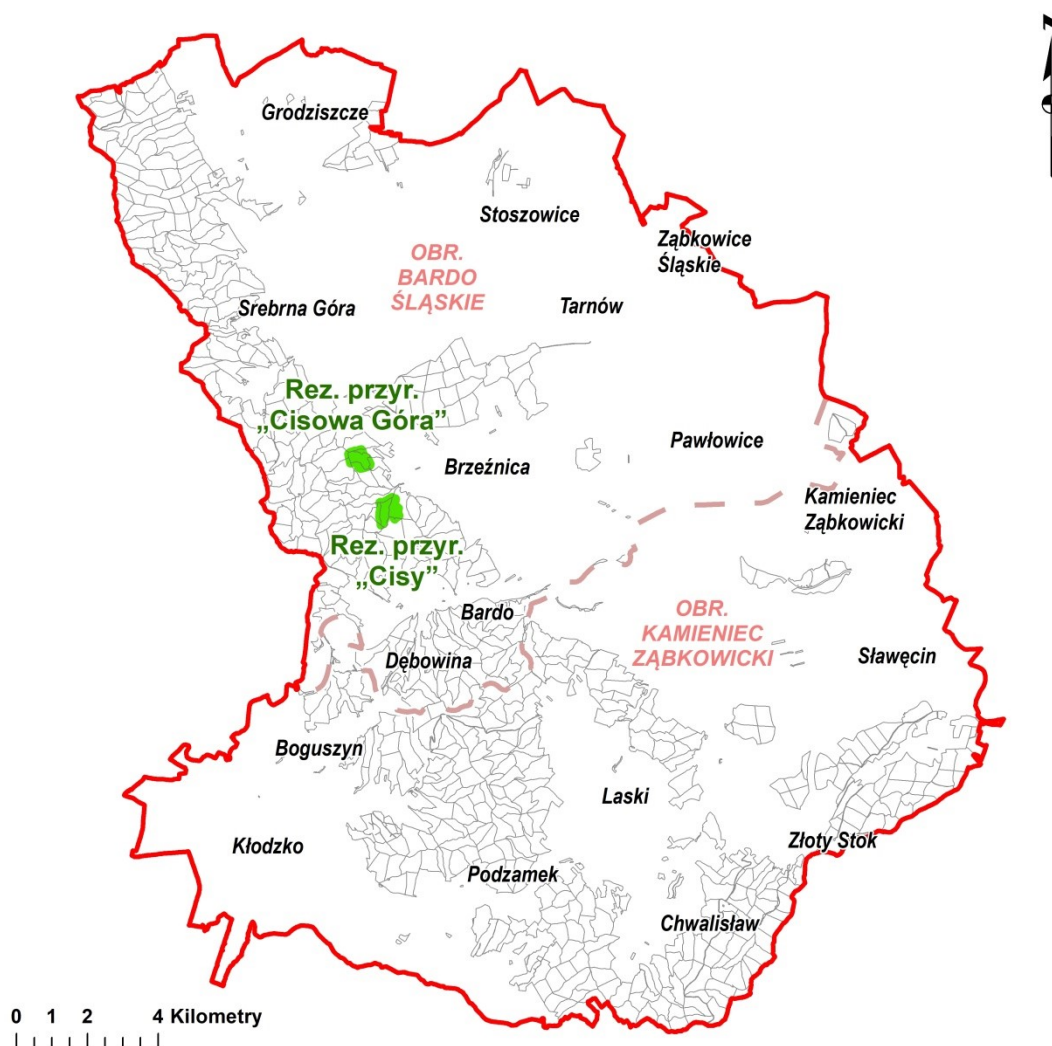 N
Grodziszcze
Stoszowice
Ząbkowice
Śląskie
OBR.
BARDO
ŚLĄSKIE
Srebrna Góra
Tarnów
Rez. przyr.
„Cisowa Góra”
Pawłowice
Brzeźnica
Kamieniec
Ząbkowicki
Rez. przyr.
„Cisy”
Bardo
OBR.
KAMIENIEC
ZĄBKOWICKI
Dębowina
Sławęcin
Boguszyn
Laski
Kłodzko
Złoty Stok
Podzamek
Chwalisław
0 1 2 4 Kilometry